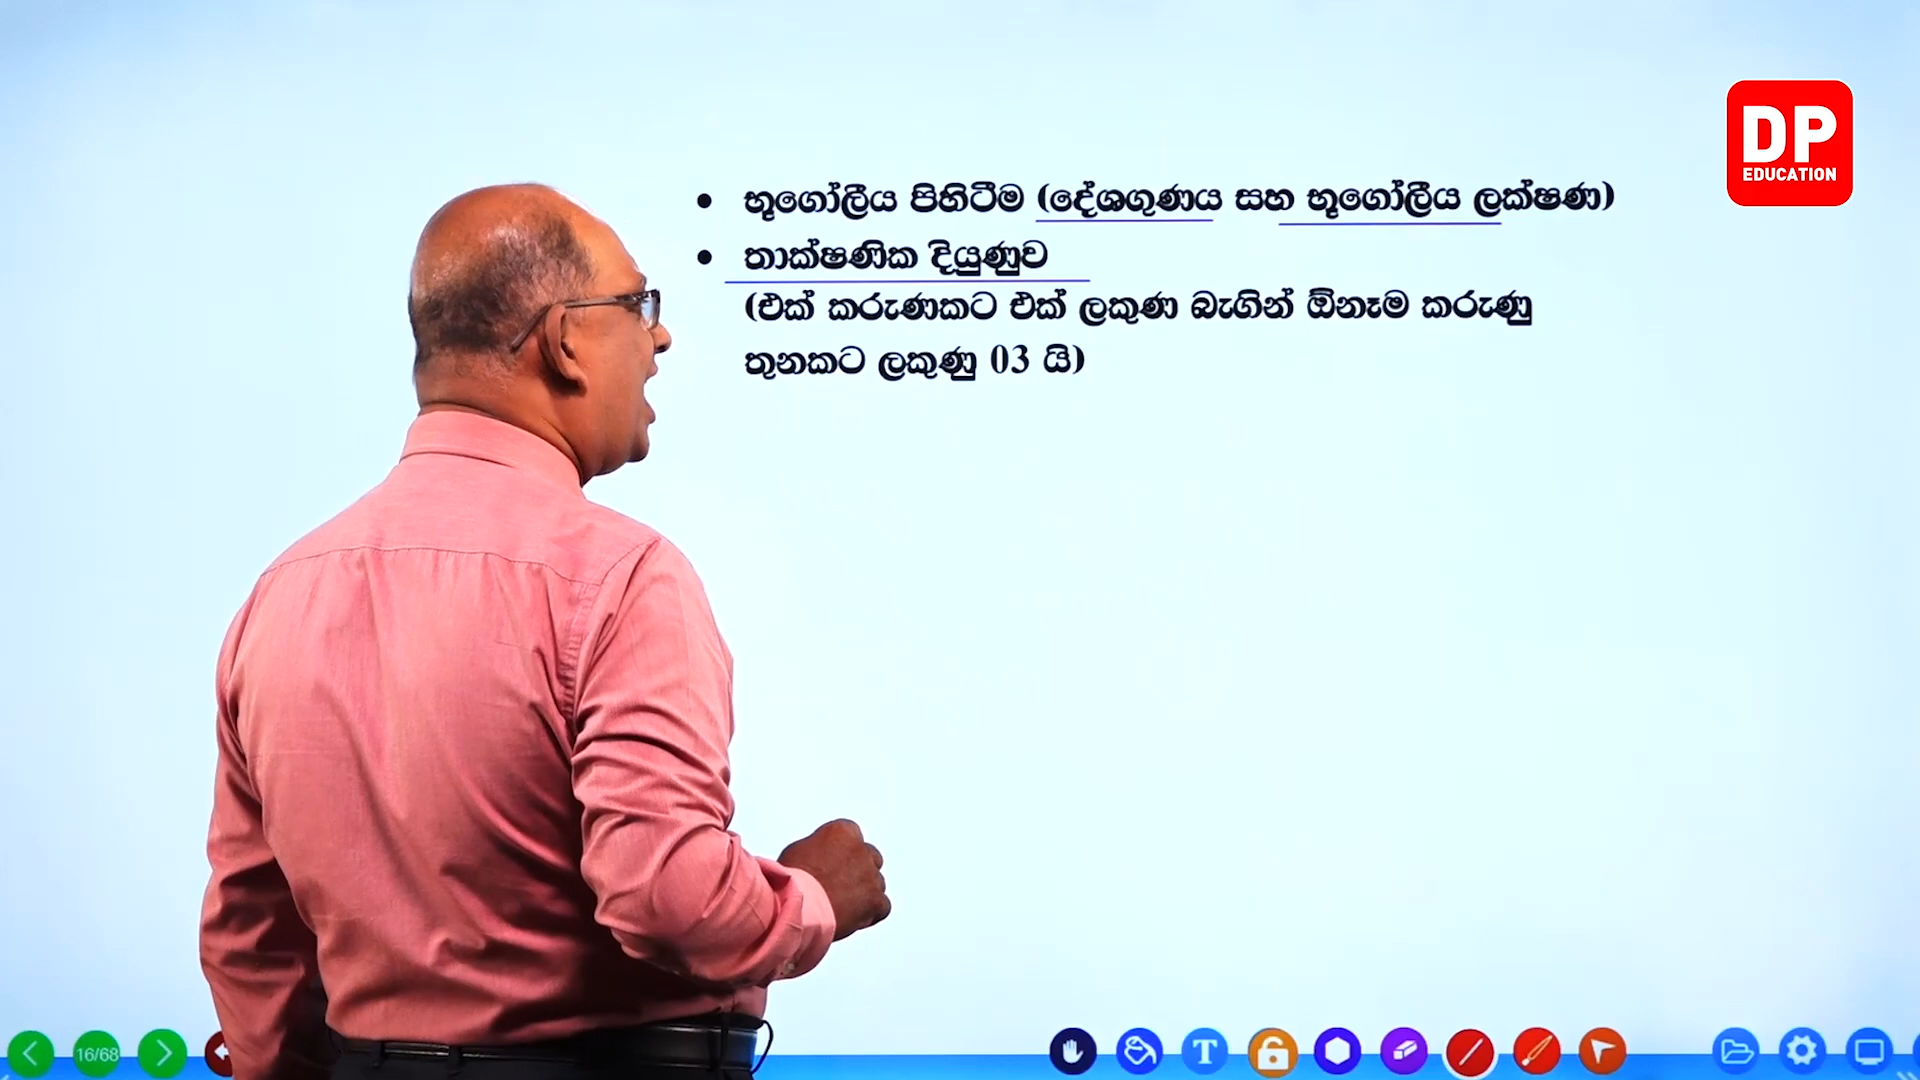 DP
EDUCATION
• භූගෝලීය පිහිටීම (දේශගුණය සහ භූගෝලීය ලක්ෂණ)
• තාක්ෂණික දියුණුව
(එක් කරුණකට එක් ලකුණ බැගින් ඕනෑම කරුණු
තුනකට ලකුණු 03 යි)
16/68
T